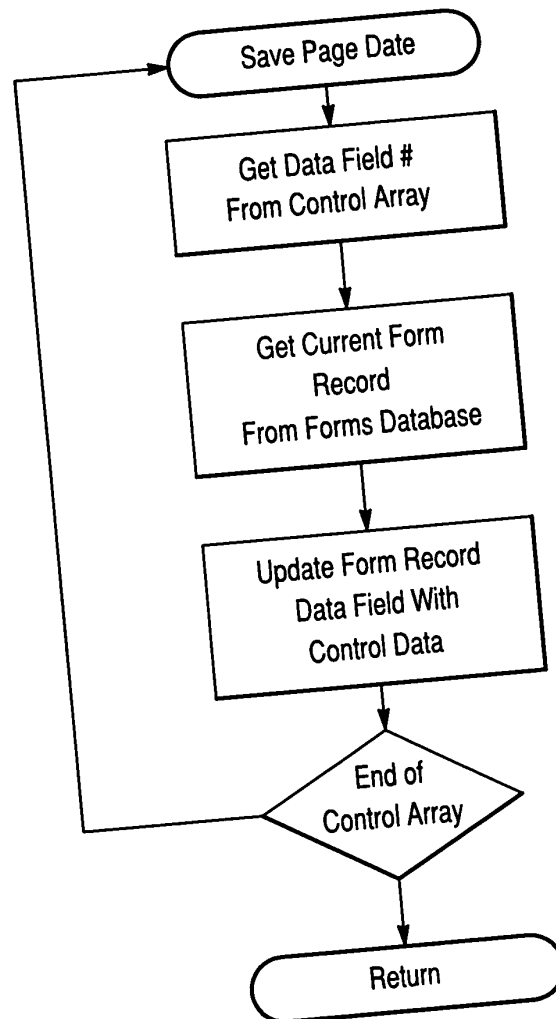 Save Page Date
Get Data Field #
From Control Array
Get Current Form
Record
From Forms Database
Update Form Record
Data Field With
Control Data
End of
Control Array
Return